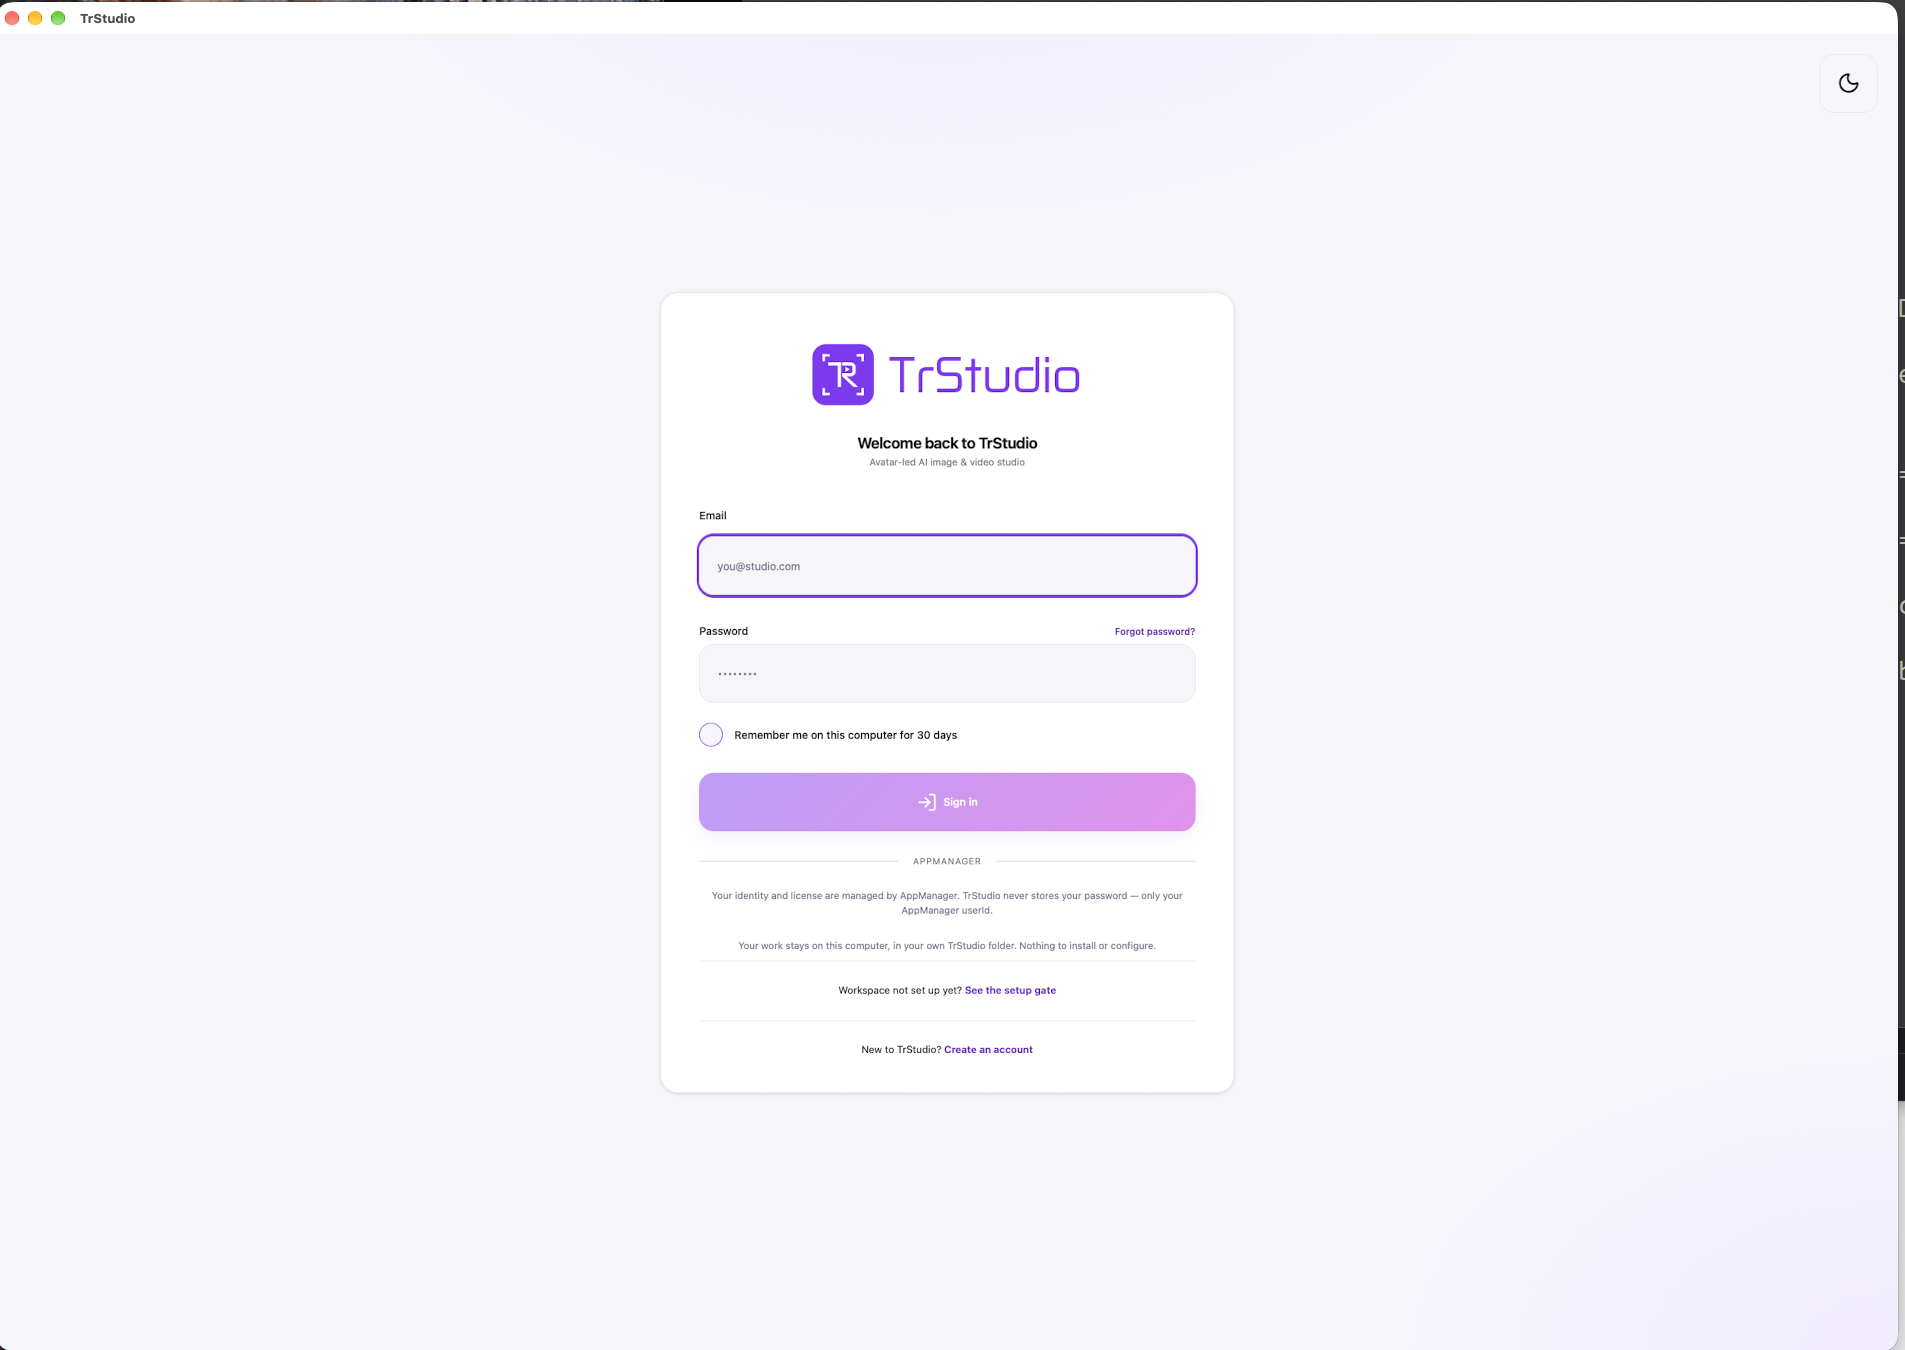 TrStudio
TR TrStudio
Welcome back to TrStudio
Avatar-led AI image & video studio
Email
you@studio.com
Password
Forgot password?
••••••••
Remember me on this computer for 30 days
Sign in
APPMANAGER
Your identity and license are managed by AppManager. TrStudio never stores your password — only your
AppManager userId.
Your work stays on this computer, in your own TrStudio folder. Nothing to install or configure.
Workspace not set up yet? See the setup gate
New to TrStudio? Create an account